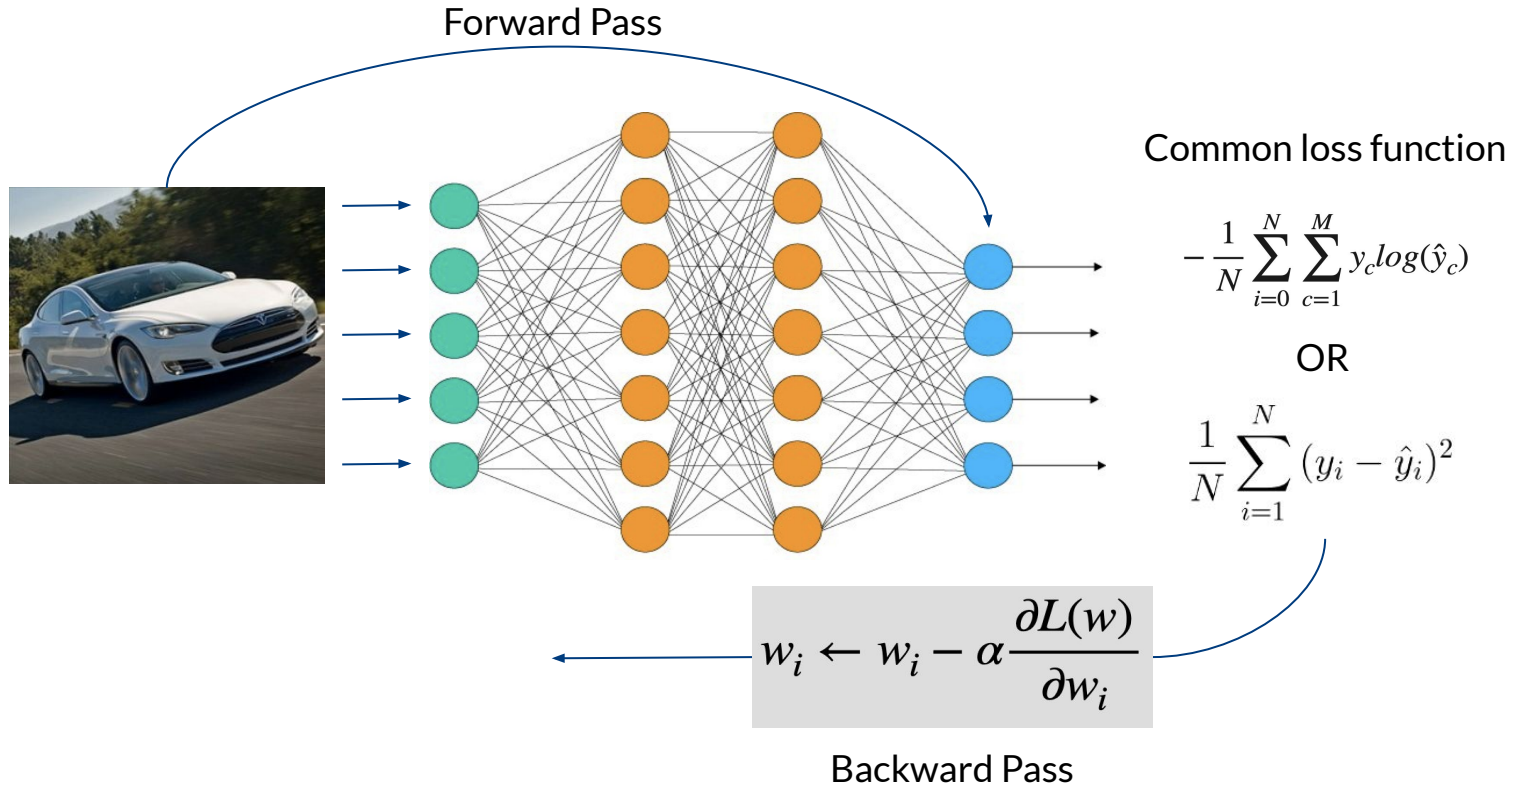 Forward Pass
Common loss function
$-\frac{1}{N}\sum_{i=0}^{N}\sum_{c=1}^{M} y_c log(\hat{y}_c)$
OR
$\frac{1}{N}\sum_{i=1}^{N}(y_i - \hat{y}_i)^2$
$w_i \leftarrow w_i - \alpha\frac{\partial L(w)}{\partial w_i}$
Backward Pass